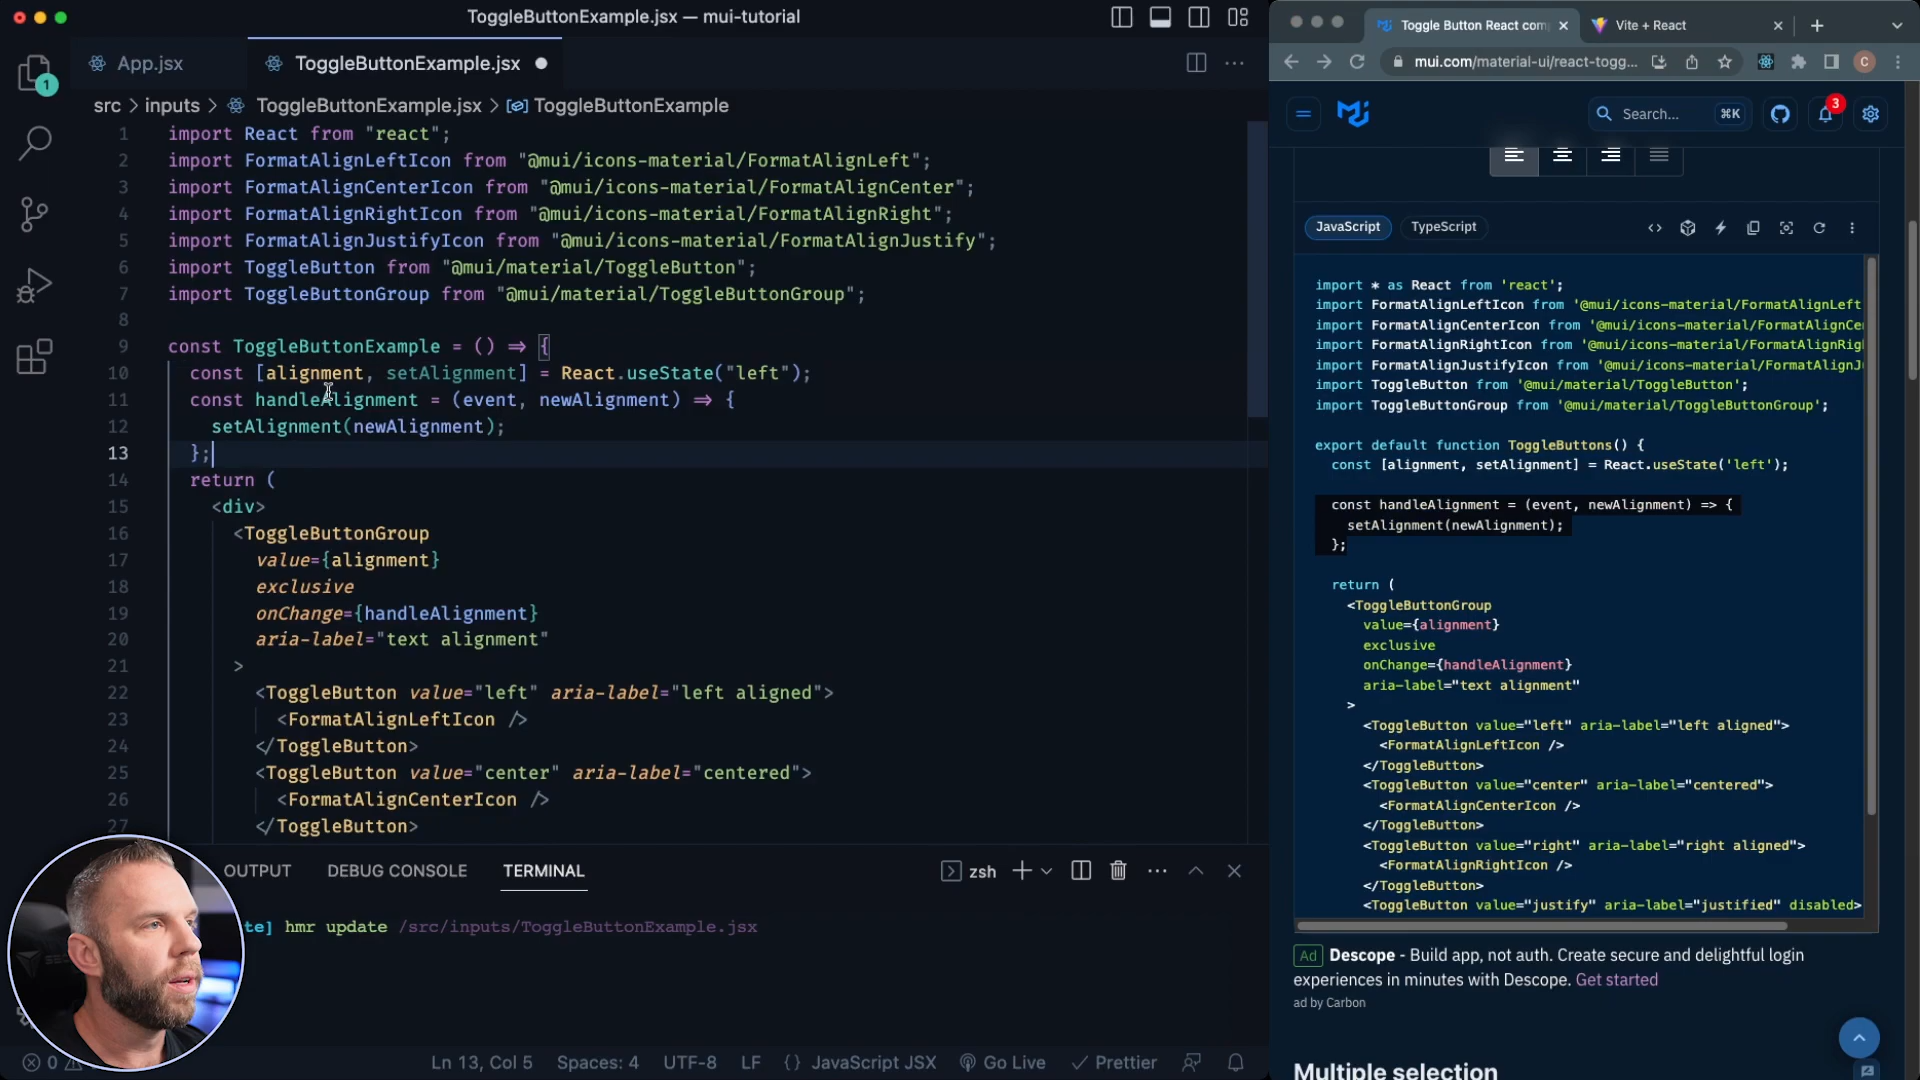 ToggleButtonExample.jsx — mui-tutorial
App.jsx
ToggleButtonExample.jsx
1
src > inputs > ToggleButtonExample.jsx > ToggleButtonExample
1 import React from "react";
2 import FormatAlignLeftIcon from "@mui/icons-material/FormatAlignLeft";
3 import FormatAlignCenterIcon from "@mui/icons-material/FormatAlignCenter";
4 import FormatAlignRightIcon from "@mui/icons-material/FormatAlignRight";
5 import FormatAlignJustifyIcon from "@mui/icons-material/FormatAlignJustify";
6 import ToggleButton from "@mui/material/ToggleButton";
7 import ToggleButtonGroup from "@mui/material/ToggleButtonGroup";
8
9 const ToggleButtonExample = () => {
10 const [alignment, setAlignment] = React.useState("left");
11 const handleAlignment = (event, newAlignment) => {
12 setAlignment(newAlignment);
13 };
14 return (
15 <div>
16 <ToggleButtonGroup
17 value={alignment}
18 exclusive
19 onChange={handleAlignment}
20 aria-label="text alignment"
21 >
22 <ToggleButton value="left" aria-label="left aligned">
23 <FormatAlignLeftIcon />
24 </ToggleButton>
25 <ToggleButton value="center" aria-label="centered">
26 <FormatAlignCenterIcon />
27 </ToggleButton>
OUTPUT DEBUG CONSOLE TERMINAL
zsh
te] hmr update /src/inputs/ToggleButtonExample.jsx
0
Ln 13, Col 5 Spaces: 4 UTF-8 LF {} JavaScript JSX Go Live Prettier
Toggle Button React com
Vite + React
mui.com/material-ui/react-togg...
C
Search... ⌘K
3
JavaScript TypeScript
import * as React from 'react';
import FormatAlignLeftIcon from '@mui/icons-material/FormatAlignLeft
import FormatAlignCenterIcon from '@mui/icons-material/FormatAlignCe
import FormatAlignRightIcon from '@mui/icons-material/FormatAlignRig
import FormatAlignJustifyIcon from '@mui/icons-material/FormatAlignJ
import ToggleButton from '@mui/material/ToggleButton';
import ToggleButtonGroup from '@mui/material/ToggleButtonGroup';
export default function ToggleButtons() {
const [alignment, setAlignment] = React.useState('left');
const handleAlignment = (event, newAlignment) => {
setAlignment(newAlignment);
};
return (
<ToggleButtonGroup
value={alignment}
exclusive
onChange={handleAlignment}
aria-label="text alignment"
>
<ToggleButton value="left" aria-label="left aligned">
<FormatAlignLeftIcon />
</ToggleButton>
<ToggleButton value="center" aria-label="centered">
<FormatAlignCenterIcon />
</ToggleButton>
<ToggleButton value="right" aria-label="right aligned">
<FormatAlignRightIcon />
</ToggleButton>
<ToggleButton value="justify" aria-label="justified" disabled>
Ad Descope - Build app, not auth. Create secure and delightful login
experiences in minutes with Descope. Get started
ad by Carbon
Multiple selection